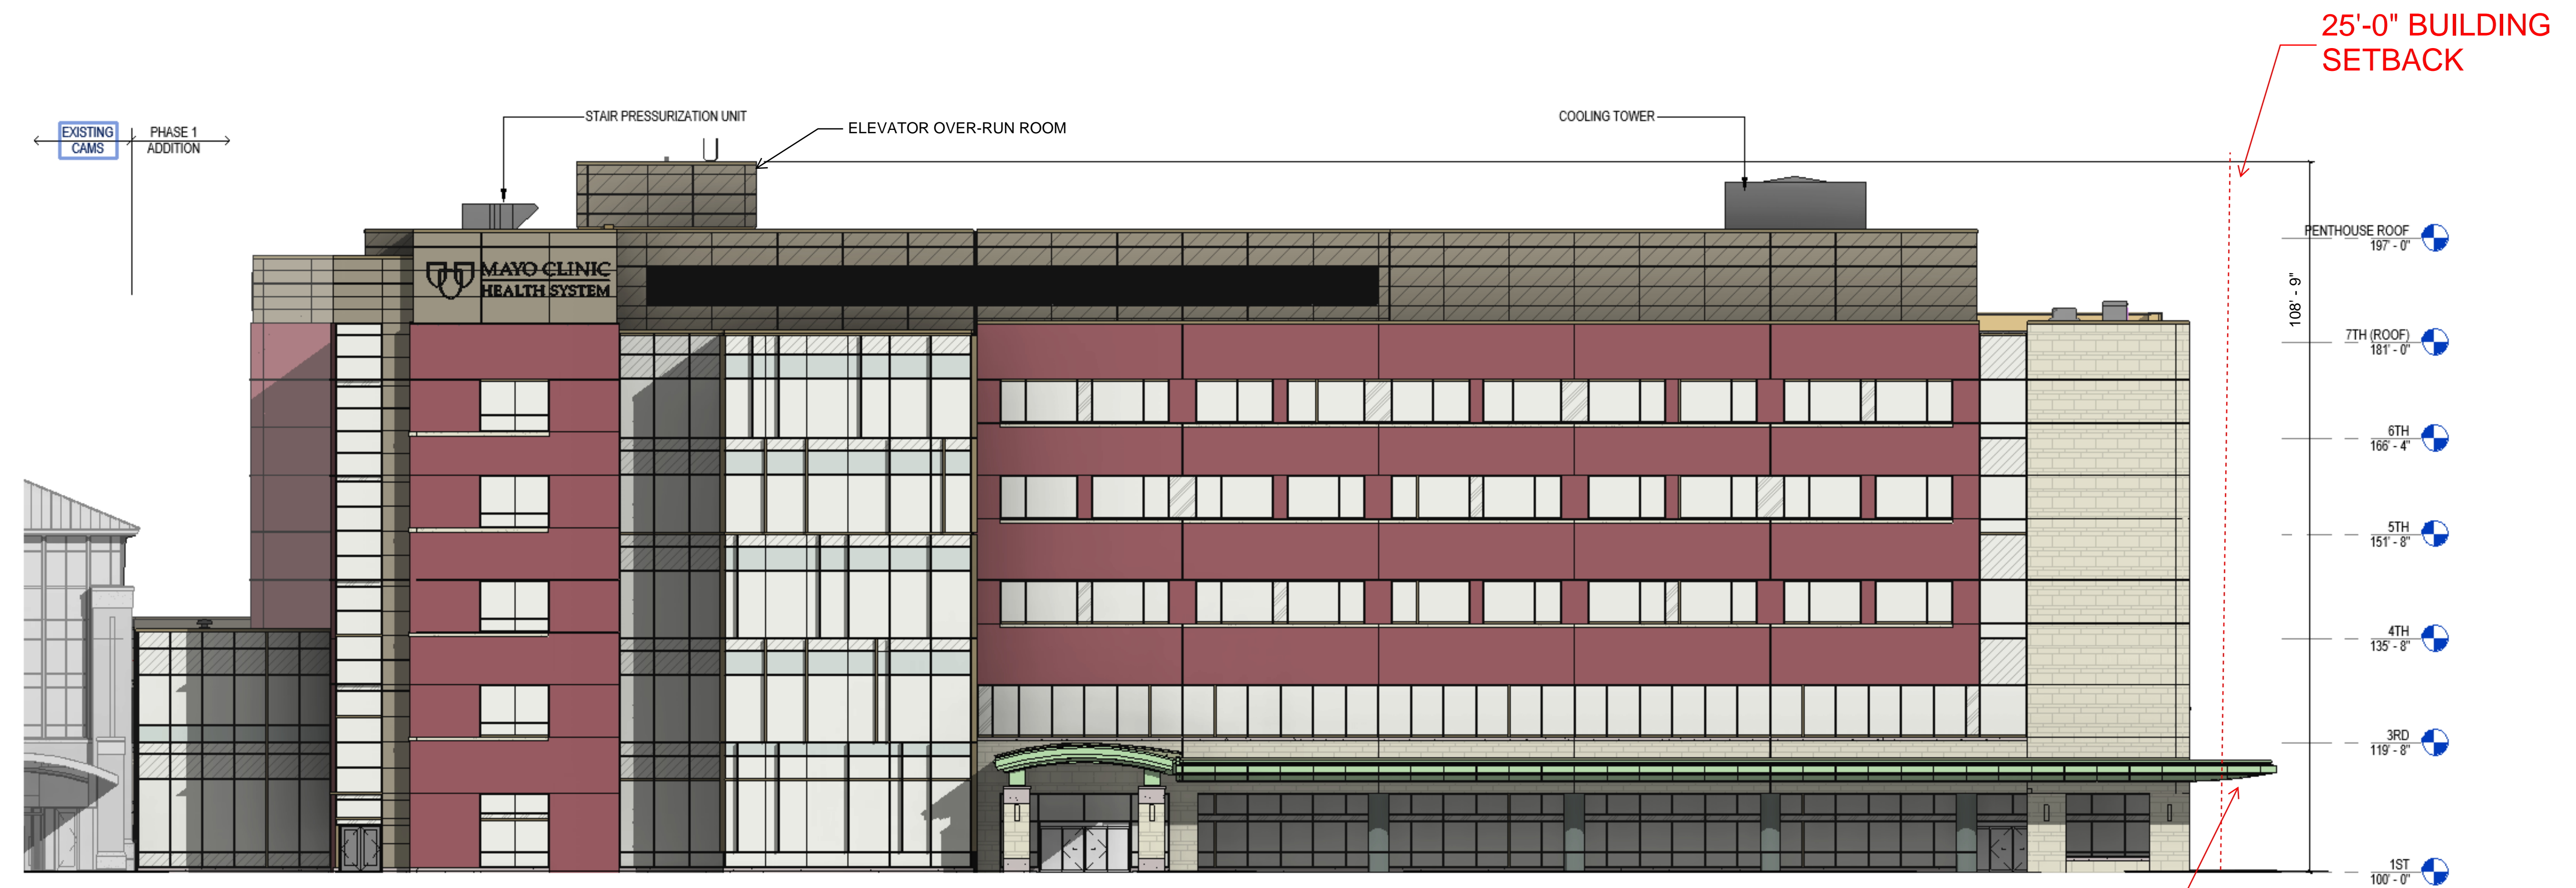 25'-0" BUILDING
SETBACK
STAIR PRESSURIZATION UNIT
COOLING TOWER
ELEVATOR OVER-RUN ROOM
EXISTING
CAMS
PHASE 1
ADDITION
PENTHOUSE ROOF
197' - 0"
MAYO CLINIC
HEALTH SYSTEM
108' - 9"
7TH (ROOF)
181' - 0"
6TH
166' - 4"
5TH
151' - 8"
4TH
135' - 8"
3RD
119' - 8"
1ST
100' - 0"